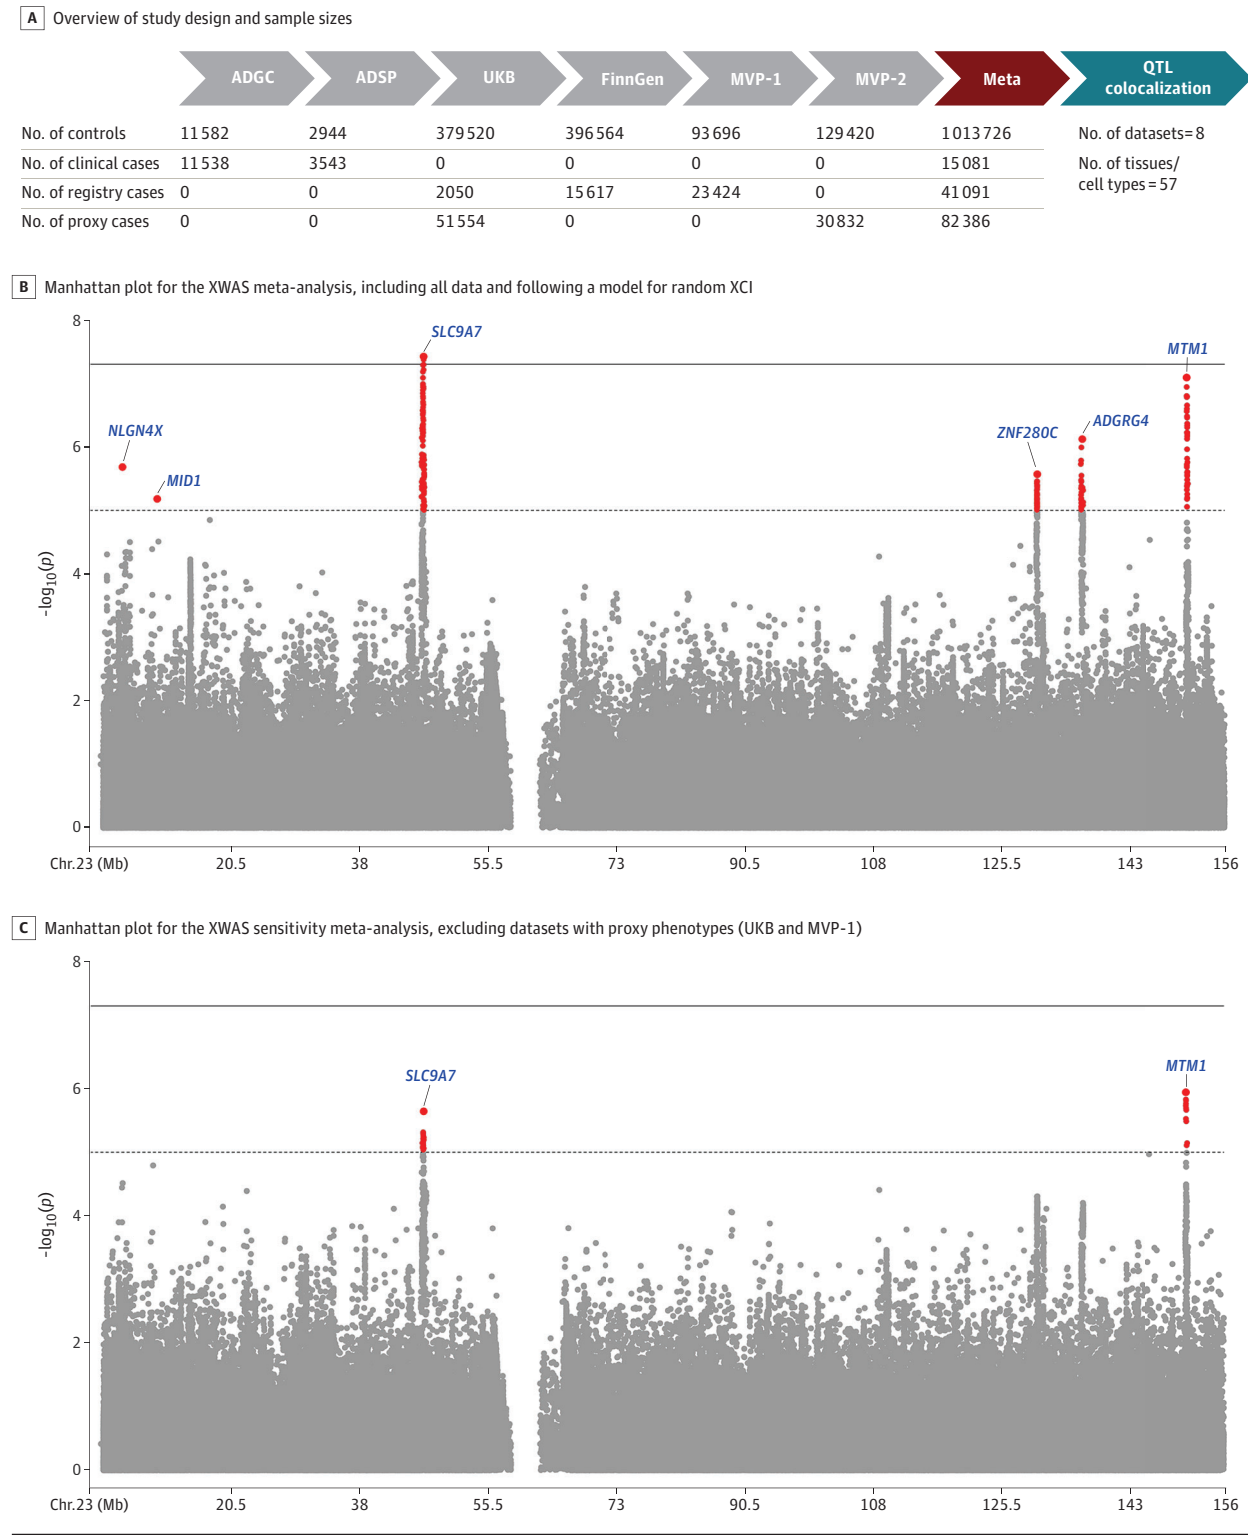 A Overview of study design and sample sizes
ADGC ADSP UKB FinnGen MVP-1 MVP-2 Meta QTL colocalization
No. of controls 11582 2944 379520 396564 93696 129420 1013726 No. of datasets=8
No. of clinical cases 11538 3543 0 0 0 0 15081 No. of tissues/
cell types=57
No. of registry cases 0 0 2050 15617 23424 0 41091
No. of proxy cases 0 0 51554 0 0 30832 82386
B Manhattan plot for the XWAS meta-analysis, including all data and following a model for random XCI
8
SLC9A7
MTM1
ADGRG4
NLGN4X
ZNF280C
6
MID1
4
-log10(p)
2
0
Chr.23 (Mb) 20.5 38 55.5 73 90.5 108 125.5 143 156
C Manhattan plot for the XWAS sensitivity meta-analysis, excluding datasets with proxy phenotypes (UKB and MVP-1)
8
MTM1
SLC9A7
6
4
-log10(p)
2
0
Chr.23 (Mb) 20.5 38 55.5 73 90.5 108 125.5 143 156